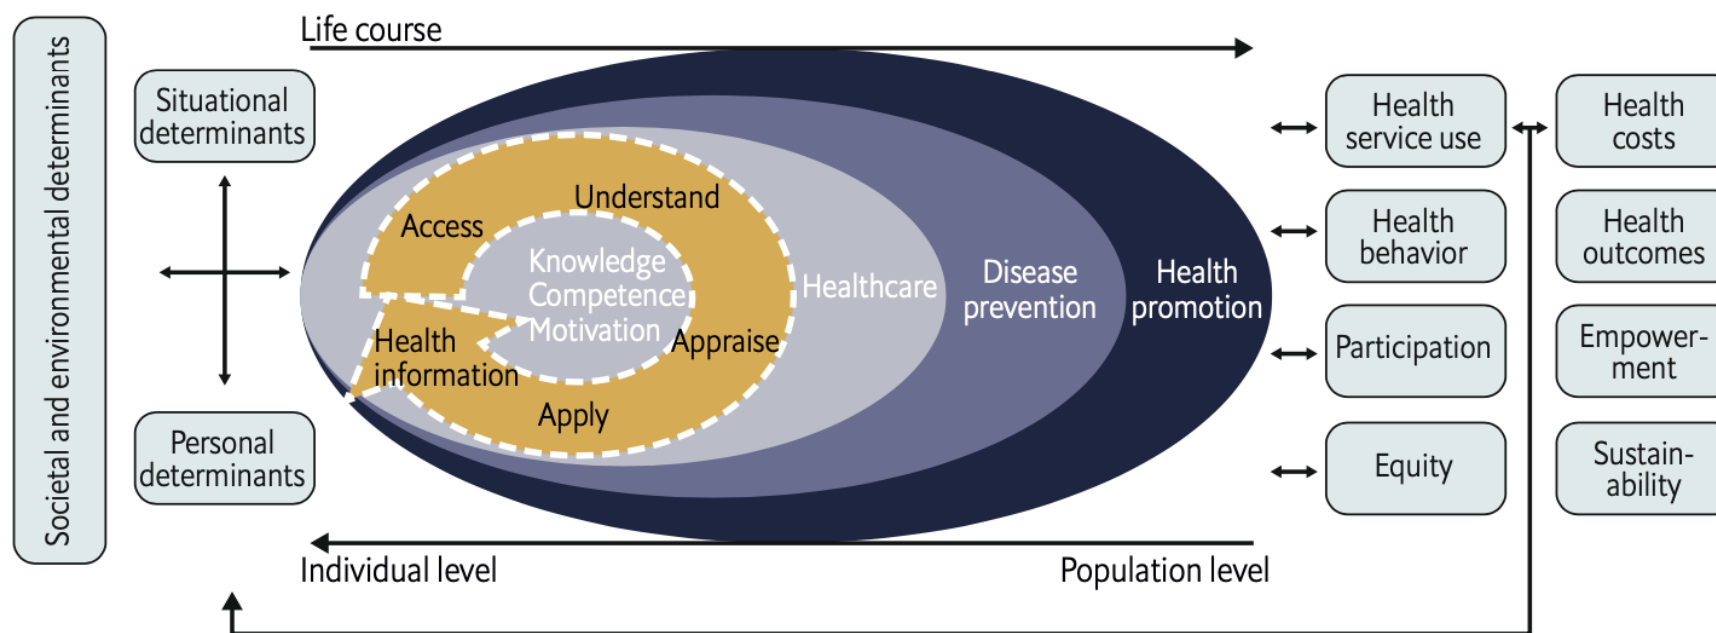 Societal and environmental determinants
Life course
Situational
determinants
Personal
determinants
Access
Understand
Knowledge
Competence
Motivation
Health
information
Appraise
Apply
Healthcare
Disease
prevention
Health
promotion
Individual level
Population level
Health
service use
Health
behavior
Participation
Equity
Health
costs
Health
outcomes
Empower-
ment
Sustain-
ability